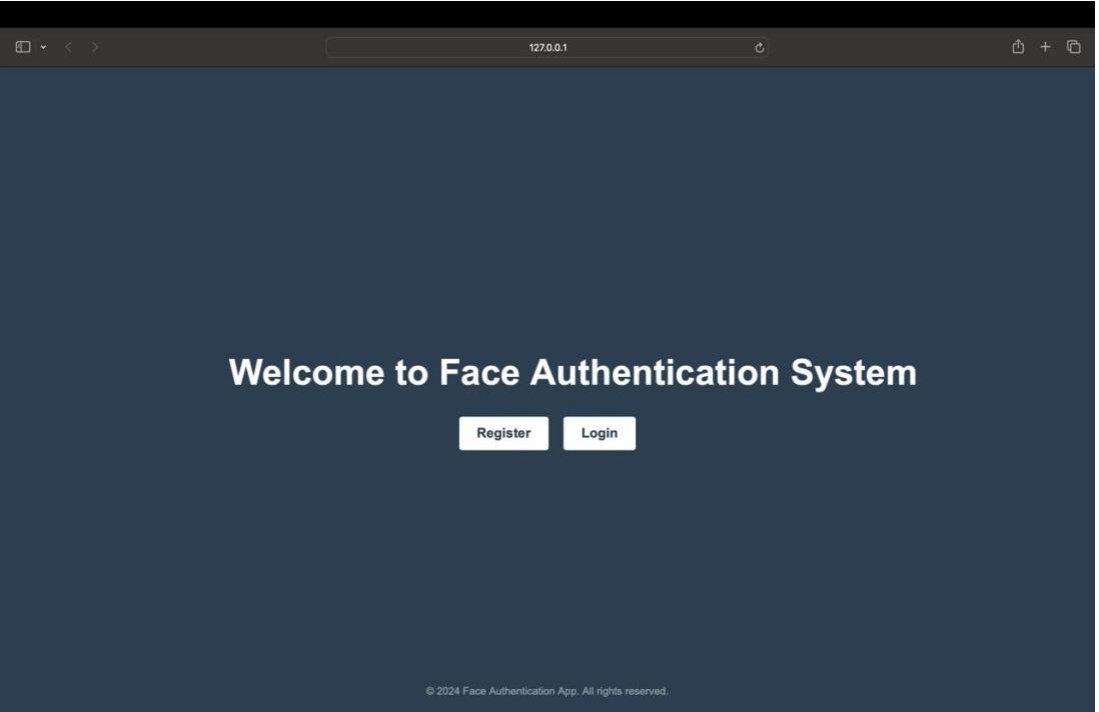 127.0.0.1
Welcome to Face Authentication System
Register Login
© 2024 Face Authentication App. All rights reserved.